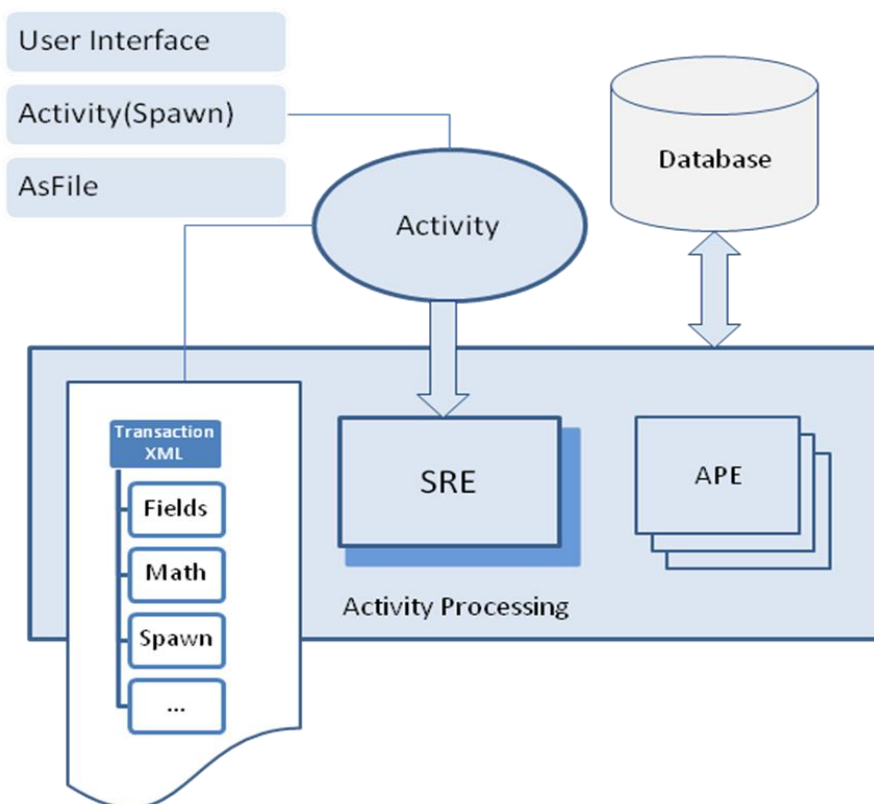 User Interface
Activity(Spawn)
AsFile
Activity
Database
Transaction
XML
Fields
Math
Spawn
...
SRE
APE
Activity Processing